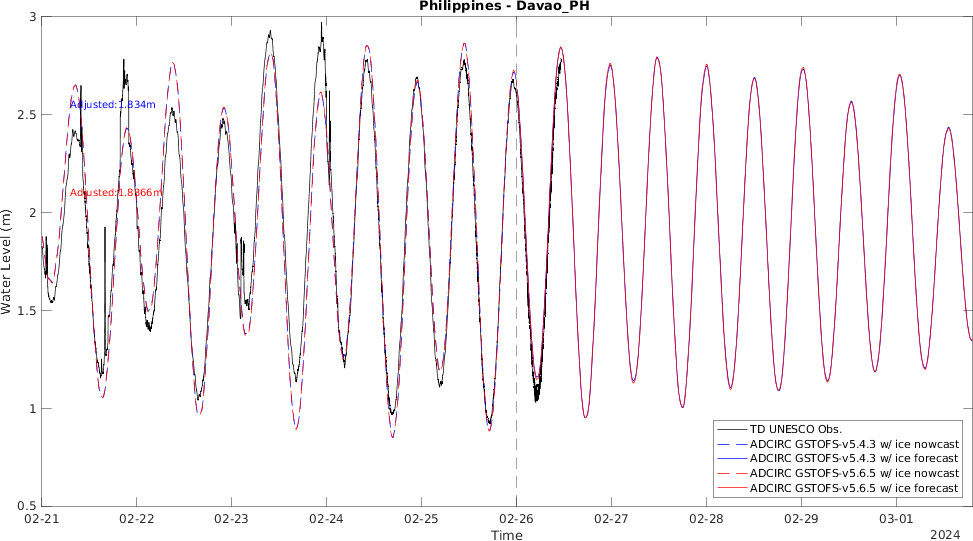 Philippines - Davao_PH
3
2.5
2
1.5
1
0.5
Water Level (m)
Adjusted:1.834m
Adjusted:1.8366m
TD UNESCO Obs.
ADCIRC GSTOFS-v5.4.3 w/ ice nowcast
ADCIRC GSTOFS-v5.4.3 w/ ice forecast
ADCIRC GSTOFS-v5.6.5 w/ ice nowcast
ADCIRC GSTOFS-v5.6.5 w/ ice forecast
02-21 02-22 02-23 02-24 02-25 02-26 02-27 02-28 02-29 03-01
Time
2024